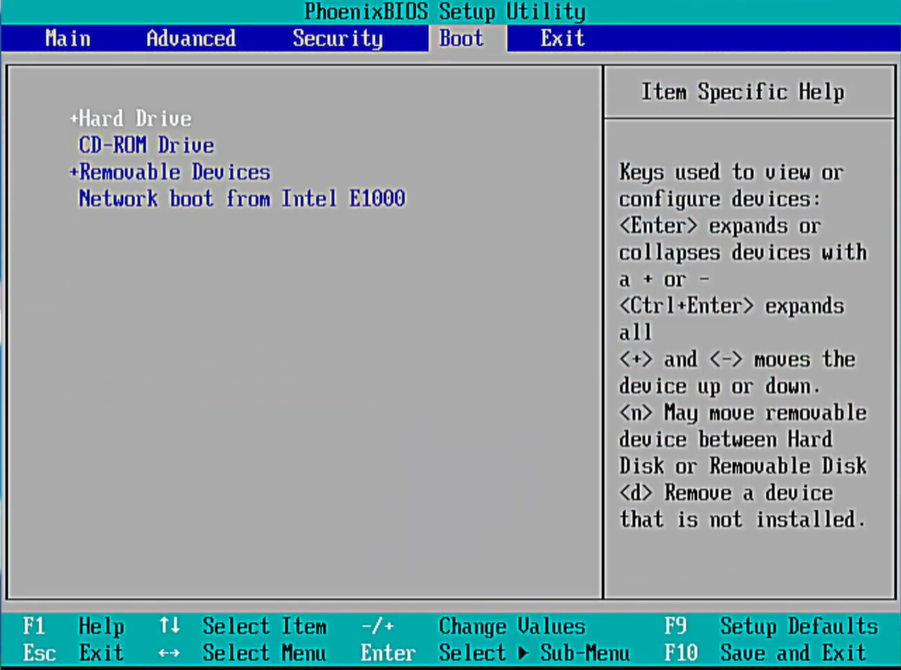 PhoenixBIOS Setup Utility
Main Advanced Security Boot Exit
+Hard Drive
CD-ROM Drive
+Removable Devices
Network boot from Intel E1000
Item Specific Help
Keys used to view or
configure devices:
<Enter> expands or
collapses devices with
a + or -
<Ctrl+Enter> expands
all
<+> and <-> moves the
device up or down.
<n> May move removable
device between Hard
Disk or Removable Disk
<d> Remove a device
that is not installed.
F1 Help ↑↓ Select Item -/+ Change Values F9 Setup Defaults
Esc Exit ↔ Select Menu Enter Select ▶ Sub-Menu F10 Save and Exit